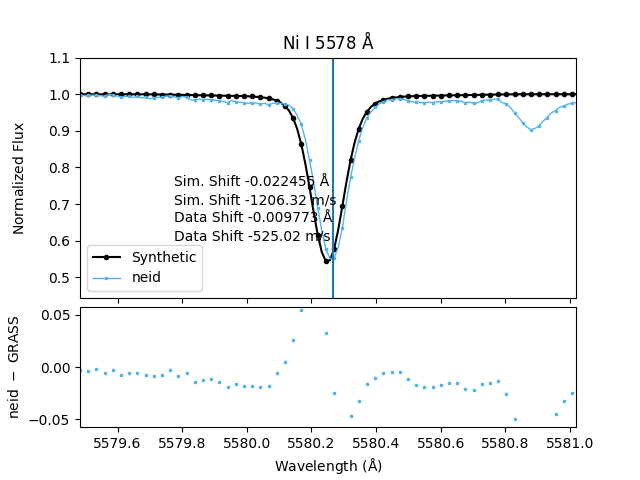 Ni I 5578 Å
1.1
1.0
0.9
0.8
0.7
0.6
0.5
Normalized Flux
Sim. Shift -0.022455 Å
Sim. Shift -1206.32 m/s
Data Shift -0.009773 Å
Data Shift -525.02 m/s
Synthetic
neid
0.05
0.00
−0.05
neid − GRASS
5579.6 5579.8 5580.0 5580.2 5580.4 5580.6 5580.8 5581.0
Wavelength (Å)